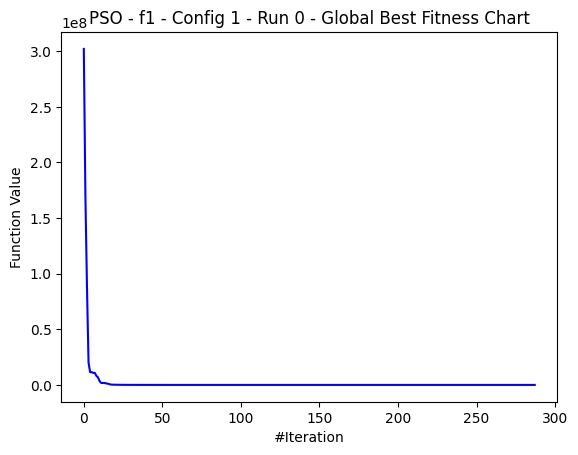 PSO - f1 - Config 1 - Run 0 - Global Best Fitness Chart
1e8
3.0
2.5
2.0
1.5
1.0
0.5
0.0
Function Value
0 50 100 150 200 250 300
#Iteration